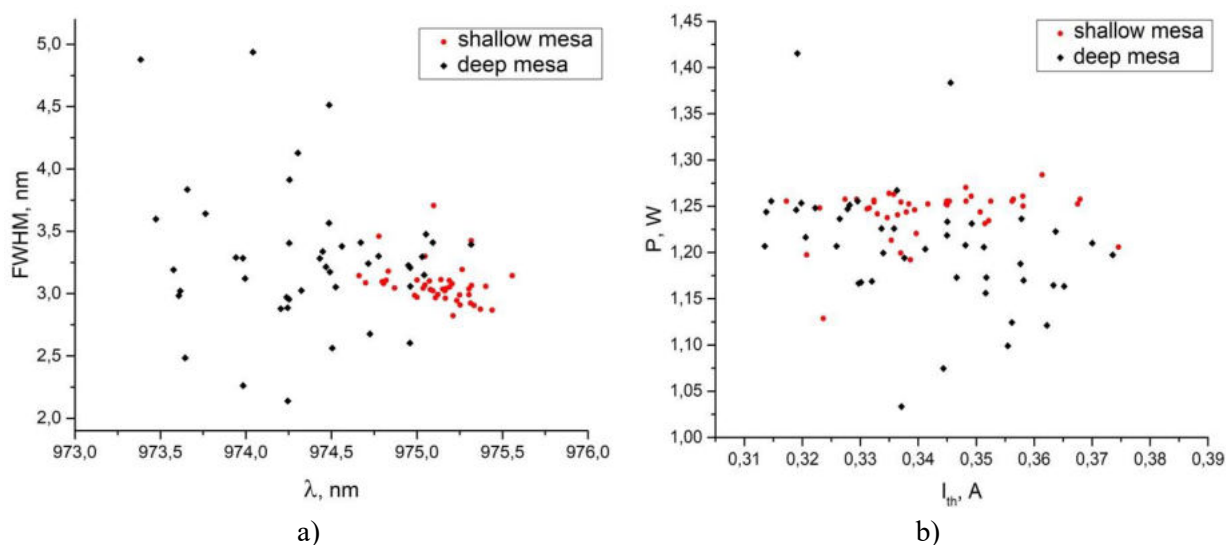 shallow mesa
deep mesa
FWHM, nm
5,0
4,5
4,0
3,5
3,0
2,5
2,0
973,0 973,5 974,0 974,5 975,0 975,5 976,0
λ, nm
a)
shallow mesa
deep mesa
P, W
1,45
1,40
1,35
1,30
1,25
1,20
1,15
1,10
1,05
1,00
0,31 0,32 0,33 0,34 0,35 0,36 0,37 0,38 0,39
I_th, A
b)